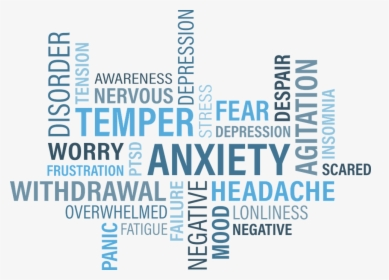 DISORDER
TENSION
AWARENESS
NERVOUS
DEPRESSION
TEMPER
STRESS
FEAR
DEPRESSION
DESPAIR
AGITATION
INSOMNIA
WORRY
FRUSTRATION
PTSD
ANXIETY
SCARED
WITHDRAWAL
OVERWHELMED
PANIC
FATIGUE
FAILURE
NEGATIVE
HEADACHE
MOOD
LONLINESS
NEGATIVE